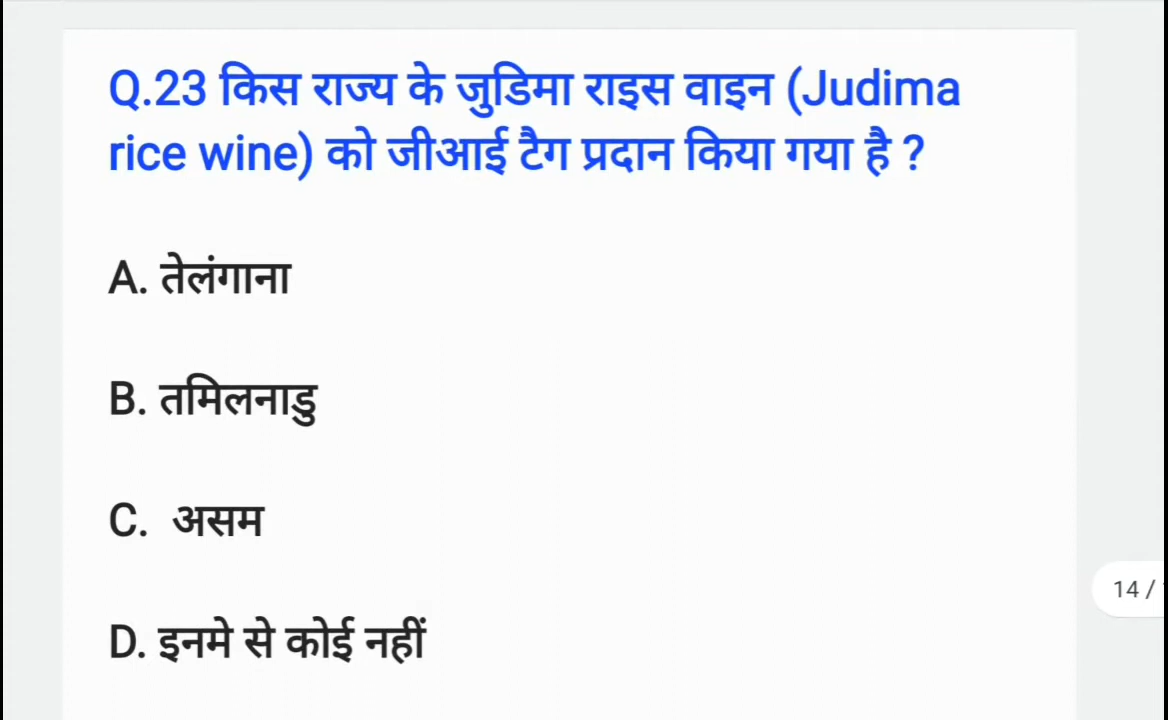 Q.23 किस राज्य के जुडिमा राइस वाइन (Judima
rice wine) को जीआई टैग प्रदान किया गया है ?
A. तेलंगाना
B. तमिलनाडु
C. असम
D. इनमे से कोई नहीं
14 /